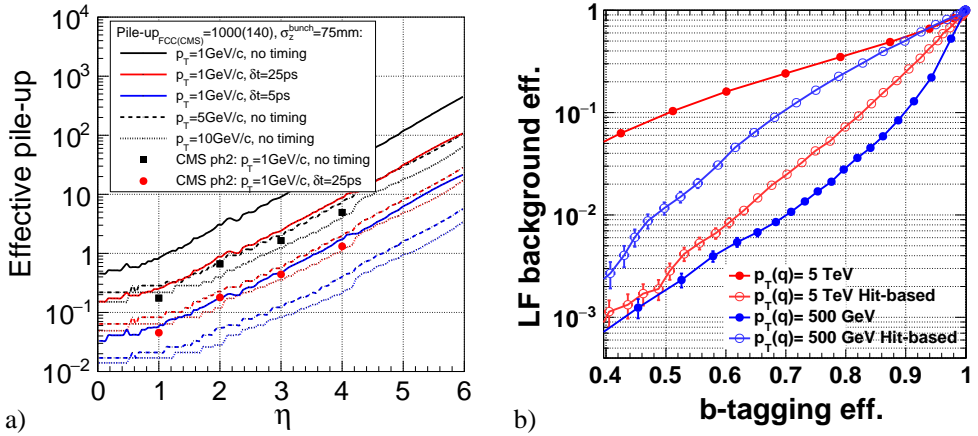 Pile-up_FCC(CMS)=1000(140), σ_z^bunch=75mm:
p_T=1GeV/c, no timing
p_T=1GeV/c, δt=25ps
p_T=1GeV/c, δt=5ps
p_T=5GeV/c, no timing
p_T=10GeV/c, no timing
CMS ph2: p_T=1GeV/c, no timing
CMS ph2: p_T=1GeV/c, δt=25ps
Effective pile-up
10^4
10^3
10^2
10
1
10^-1
10^-2
0 1 2 3 4 5 6
η
a)
LF background eff.
1
10^-1
10^-2
10^-3
p_T(q)= 5 TeV
p_T(q)= 5 TeV Hit-based
p_T(q)= 500 GeV
p_T(q)= 500 GeV Hit-based
0.4 0.5 0.6 0.7 0.8 0.9 1
b-tagging eff.
b)